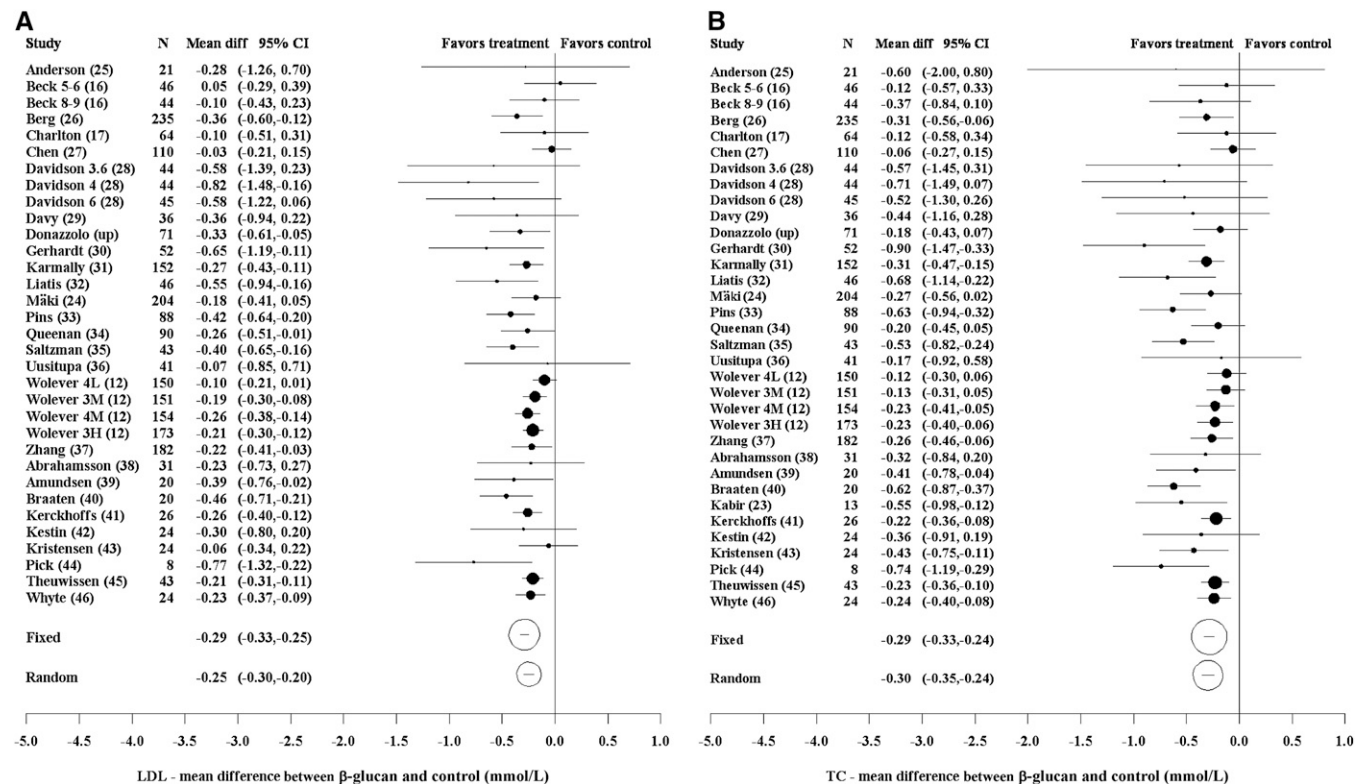 A
Study N Mean diff 95% CI Favors treatment Favors control
Anderson (25) 21 -0.28 (-1.26, 0.70)
Beck 5-6 (16) 46 0.05 (-0.29, 0.39)
Beck 8-9 (16) 44 -0.10 (-0.43, 0.23)
Berg (26) 235 -0.36 (-0.60,-0.12)
Charlton (17) 64 -0.10 (-0.51, 0.31)
Chen (27) 110 -0.03 (-0.21, 0.15)
Davidson 3.6 (28) 44 -0.58 (-1.39, 0.23)
Davidson 4 (28) 44 -0.82 (-1.48,-0.16)
Davidson 6 (28) 45 -0.58 (-1.22, 0.06)
Davy (29) 36 -0.36 (-0.94, 0.22)
Donazzolo (up) 71 -0.33 (-0.61,-0.05)
Gerhardt (30) 52 -0.65 (-1.19,-0.11)
Karmally (31) 152 -0.27 (-0.43,-0.11)
Liatis (32) 46 -0.55 (-0.94,-0.16)
Mäki (24) 204 -0.18 (-0.41, 0.05)
Pins (33) 88 -0.42 (-0.64,-0.20)
Queenan (34) 90 -0.26 (-0.51,-0.01)
Saltzman (35) 43 -0.40 (-0.65,-0.16)
Uusitupa (36) 41 -0.07 (-0.85, 0.71)
Wolever 4L (12) 150 -0.10 (-0.21, 0.01)
Wolever 3M (12) 151 -0.19 (-0.30,-0.08)
Wolever 4M (12) 154 -0.26 (-0.38,-0.14)
Wolever 3H (12) 173 -0.21 (-0.30,-0.12)
Zhang (37) 182 -0.22 (-0.41,-0.03)
Abrahamsson (38) 31 -0.23 (-0.73, 0.27)
Amundsen (39) 20 -0.39 (-0.76,-0.02)
Braaten (40) 20 -0.46 (-0.71,-0.21)
Kerckhoffs (41) 26 -0.26 (-0.40,-0.12)
Kestin (42) 24 -0.30 (-0.80, 0.20)
Kristensen (43) 24 -0.06 (-0.34, 0.22)
Pick (44) 8 -0.77 (-1.32,-0.22)
Theuwissen (45) 43 -0.21 (-0.31,-0.11)
Whyte (46) 24 -0.23 (-0.37,-0.09)
Fixed -0.29 (-0.33,-0.25)
Random -0.25 (-0.30,-0.20)
-5.0 -4.5 -4.0 -3.5 -3.0 -2.5 -2.0 -1.5 -1.0 -0.5 0.0 0.5 1.0
LDL - mean difference between β-glucan and control (mmol/L)
B
Study N Mean diff 95% CI Favors treatment Favors control
Anderson (25) 21 -0.60 (-2.00, 0.80)
Beck 5-6 (16) 46 -0.12 (-0.57, 0.33)
Beck 8-9 (16) 44 -0.37 (-0.84, 0.10)
Berg (26) 235 -0.31 (-0.56,-0.06)
Charlton (17) 64 -0.12 (-0.58, 0.34)
Chen (27) 110 -0.06 (-0.27, 0.15)
Davidson 3.6 (28) 44 -0.57 (-1.45, 0.31)
Davidson 4 (28) 44 -0.71 (-1.49, 0.07)
Davidson 6 (28) 45 -0.52 (-1.30, 0.26)
Davy (29) 36 -0.44 (-1.16, 0.28)
Donazzolo (up) 71 -0.18 (-0.43, 0.07)
Gerhardt (30) 52 -0.90 (-1.47,-0.33)
Karmally (31) 152 -0.31 (-0.47,-0.15)
Liatis (32) 46 -0.68 (-1.14,-0.22)
Mäki (24) 204 -0.27 (-0.56, 0.02)
Pins (33) 88 -0.63 (-0.94,-0.32)
Queenan (34) 90 -0.20 (-0.45, 0.05)
Saltzman (35) 43 -0.53 (-0.82,-0.24)
Uusitupa (36) 41 -0.17 (-0.92, 0.58)
Wolever 4L (12) 150 -0.12 (-0.30, 0.06)
Wolever 3M (12) 151 -0.13 (-0.31, 0.05)
Wolever 4M (12) 154 -0.23 (-0.41,-0.05)
Wolever 3H (12) 173 -0.23 (-0.40,-0.06)
Zhang (37) 182 -0.26 (-0.46,-0.06)
Abrahamsson (38) 31 -0.32 (-0.84, 0.20)
Amundsen (39) 20 -0.41 (-0.78,-0.04)
Braaten (40) 20 -0.62 (-0.87,-0.37)
Kabir (23) 13 -0.55 (-0.98,-0.12)
Kerckhoffs (41) 26 -0.22 (-0.36,-0.08)
Kestin (42) 24 -0.36 (-0.91, 0.19)
Kristensen (43) 24 -0.43 (-0.75,-0.11)
Pick (44) 8 -0.74 (-1.19,-0.29)
Theuwissen (45) 43 -0.23 (-0.36,-0.10)
Whyte (46) 24 -0.24 (-0.40,-0.08)
Fixed -0.29 (-0.33,-0.24)
Random -0.30 (-0.35,-0.24)
-5.0 -4.5 -4.0 -3.5 -3.0 -2.5 -2.0 -1.5 -1.0 -0.5 0.0 0.5 1.0
TC - mean difference between β-glucan and control (mmol/L)